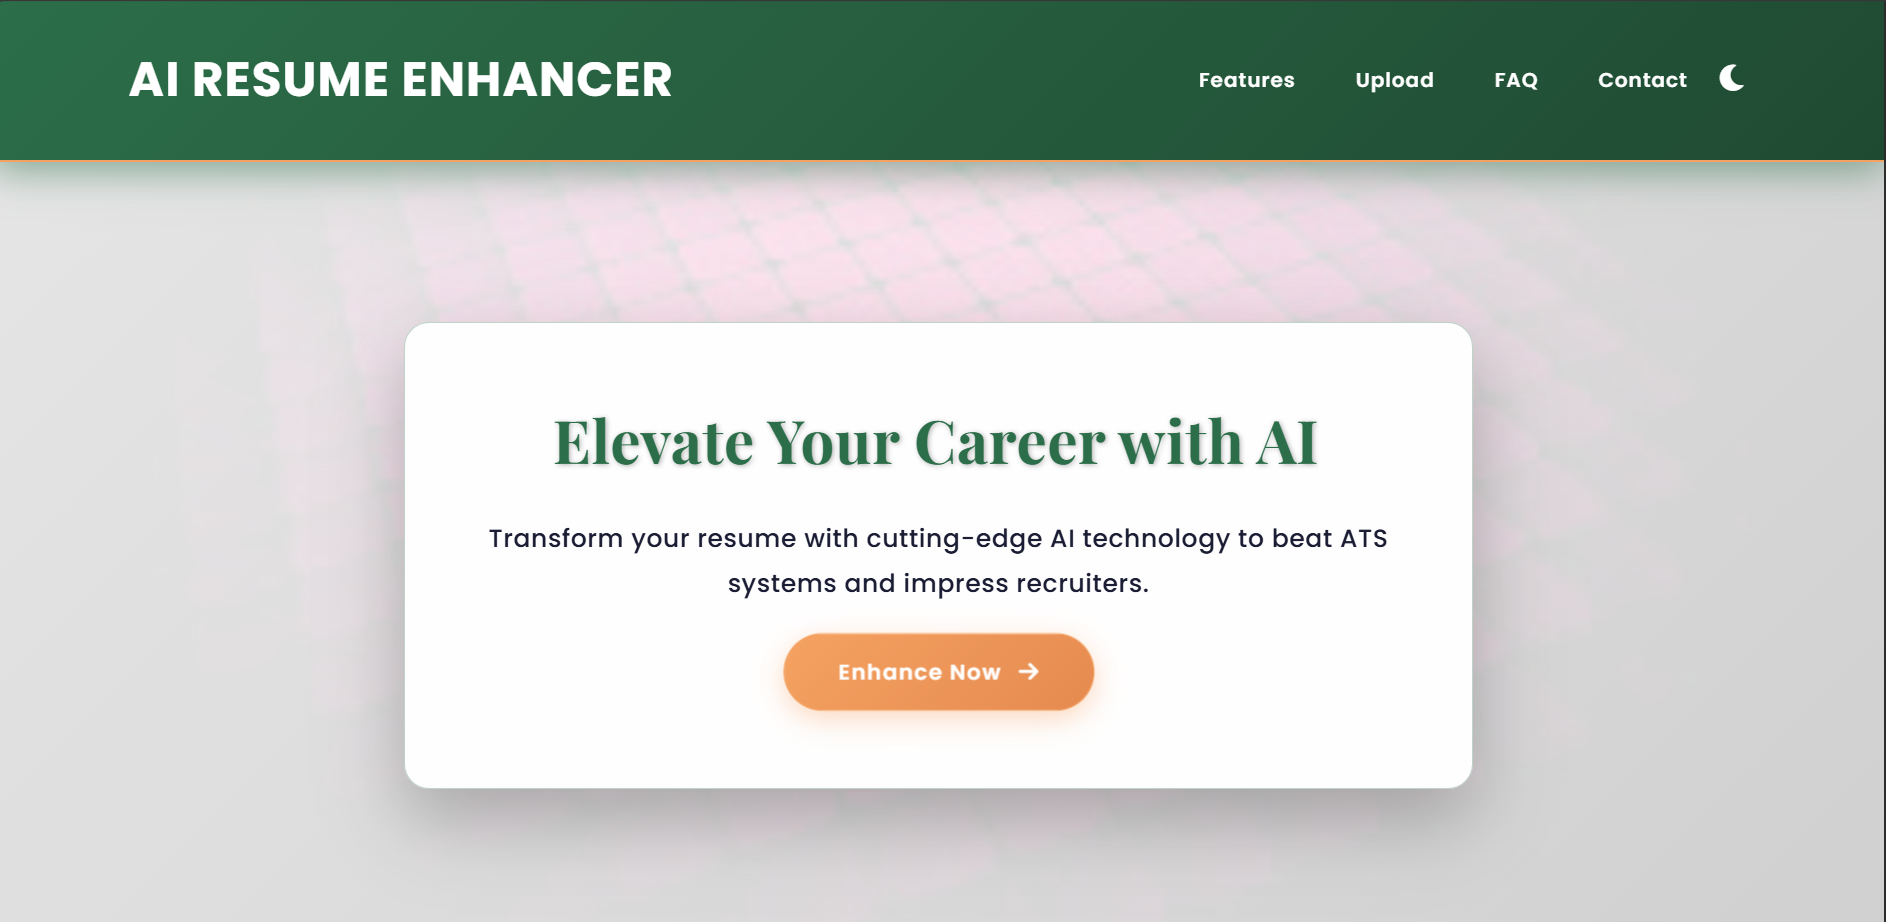 AI RESUME ENHANCER
Features
Upload
FAQ
Contact
Elevate Your Career with AI
Transform your resume with cutting-edge AI technology to beat ATS
systems and impress recruiters.
Enhance Now →